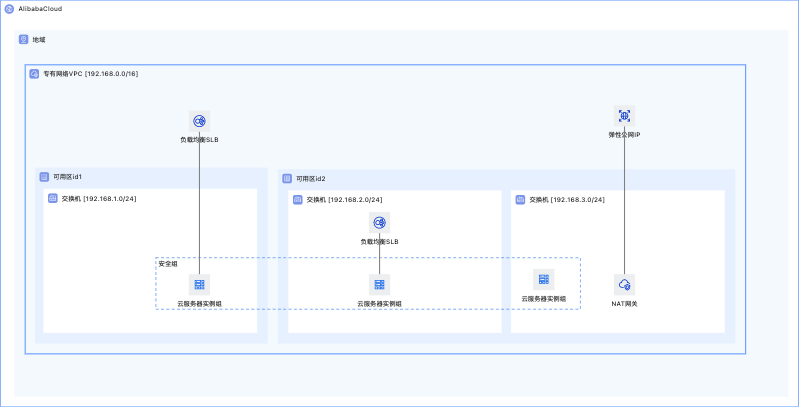 AlibabaCloud
地域
专有网络VPC [192.168.0.0/16]
负载均衡SLB
弹性公网IP
可用区id1
可用区id2
交换机 [192.168.1.0/24]
交换机 [192.168.2.0/24]
交换机 [192.168.3.0/24]
负载均衡SLB
安全组
云服务器实例组
云服务器实例组
云服务器实例组
NAT网关